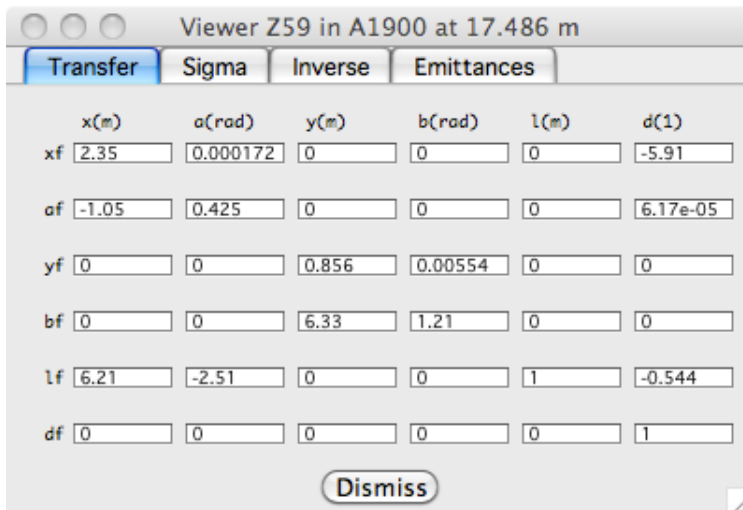 Viewer Z59 in A1900 at 17.486 m
Transfer Sigma Inverse Emittances
x(m) a(rad) y(m) b(rad) l(m) d(1)
xf 2.35 0.000172 0 0 0 -5.91
af -1.05 0.425 0 0 0 6.17e-05
yf 0 0 0.856 0.00554 0 0
bf 0 0 6.33 1.21 0 0
lf 6.21 -2.51 0 0 1 -0.544
df 0 0 0 0 0 1
Dismiss